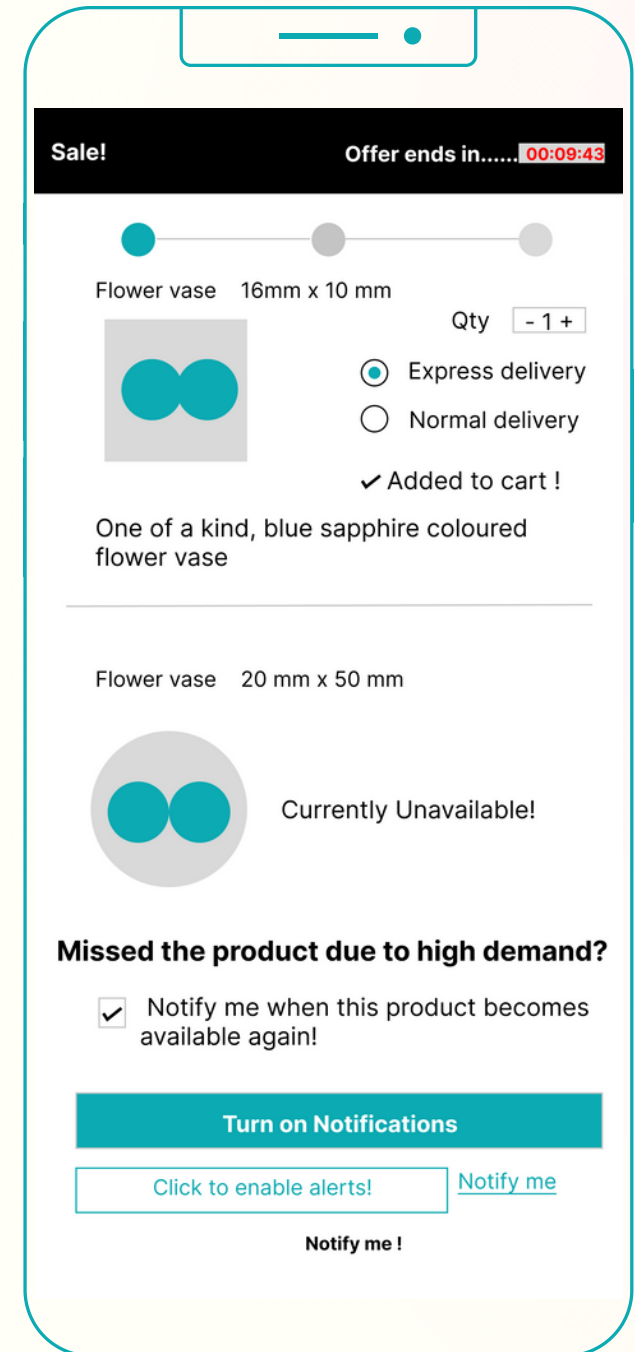 Sale!
Offer ends in...... 00:09:43
Flower vase 16mm x 10 mm
Qty - 1 +
Express delivery
Normal delivery
✓ Added to cart !
One of a kind, blue sapphire coloured
flower vase
Flower vase 20 mm x 50 mm
Currently Unavailable!
Missed the product due to high demand?
Notify me when this product becomes
available again!
Turn on Notifications
Click to enable alerts!
Notify me
Notify me !